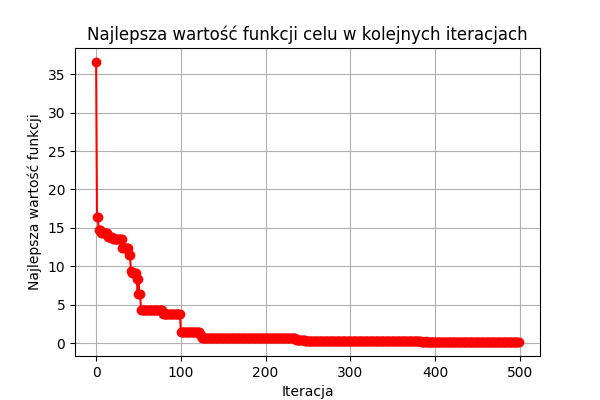 Najlepsza wartość funkcji celu w kolejnych iteracjach
Najlepsza wartość funkcji
35
30
25
20
15
10
5
0
0 100 200 300 400 500
Iteracja